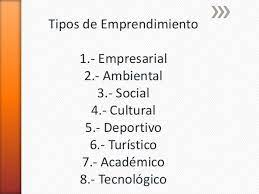 Tipos de Emprendimiento
1.- Empresarial
2.- Ambiental
3.- Social
4.- Cultural
5.- Deportivo
6.- Turístico
7.- Académico
8.- Tecnológico